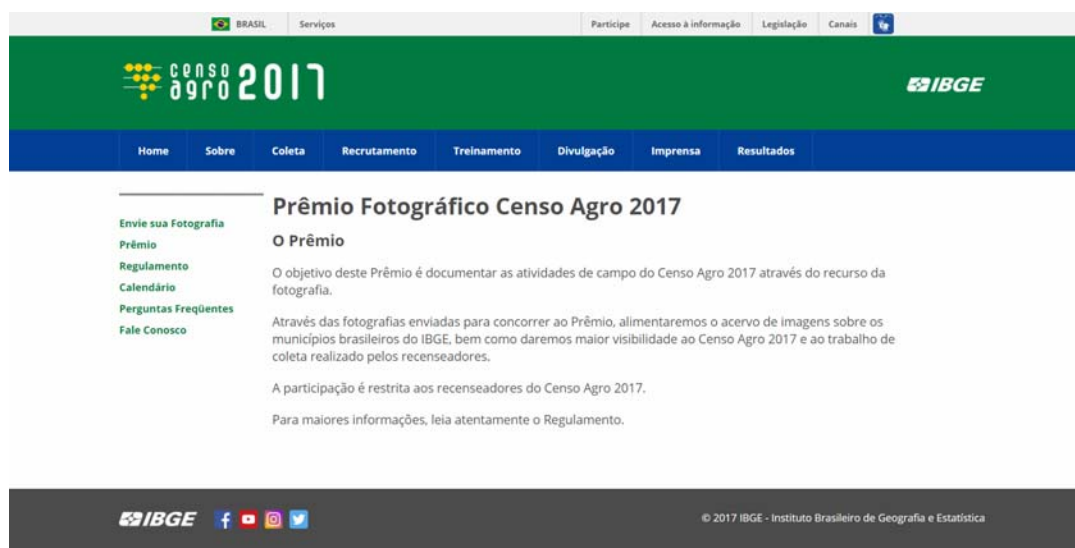 BRASIL Serviços Participe Acesso à informação Legislação Canais
censo agro 2017
IBGE
Home Sobre Coleta Recrutamento Treinamento Divulgação Imprensa Resultados
Envie sua Fotografia
Prêmio
Regulamento
Calendário
Perguntas Freqüentes
Fale Conosco
Prêmio Fotográfico Censo Agro 2017
O Prêmio
O objetivo deste Prêmio é documentar as atividades de campo do Censo Agro 2017 através do recurso da
fotografia.
Através das fotografias enviadas para concorrer ao Prêmio, alimentaremos o acervo de imagens sobre os
municípios brasileiros do IBGE, bem como daremos maior visibilidade ao Censo Agro 2017 e ao trabalho de
coleta realizado pelos recenseadores.
A participação é restrita aos recenseadores do Censo Agro 2017.
Para maiores informações, leia atentamente o Regulamento.
IBGE
© 2017 IBGE - Instituto Brasileiro de Geografia e Estatística